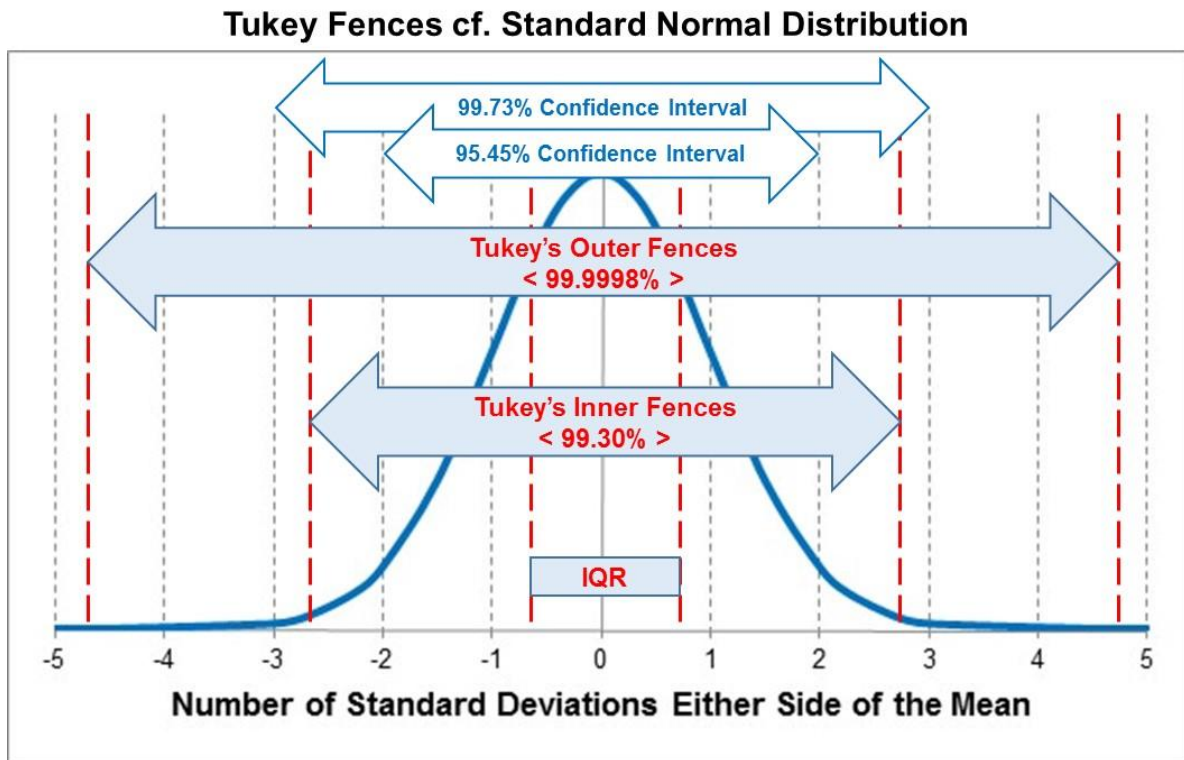 Tukey Fences cf. Standard Normal Distribution
99.73% Confidence Interval
95.45% Confidence Interval
Tukey’s Outer Fences
< 99.9998% >
Tukey’s Inner Fences
< 99.30% >
IQR
-5 -4 -3 -2 -1 0 1 2 3 4 5
Number of Standard Deviations Either Side of the Mean